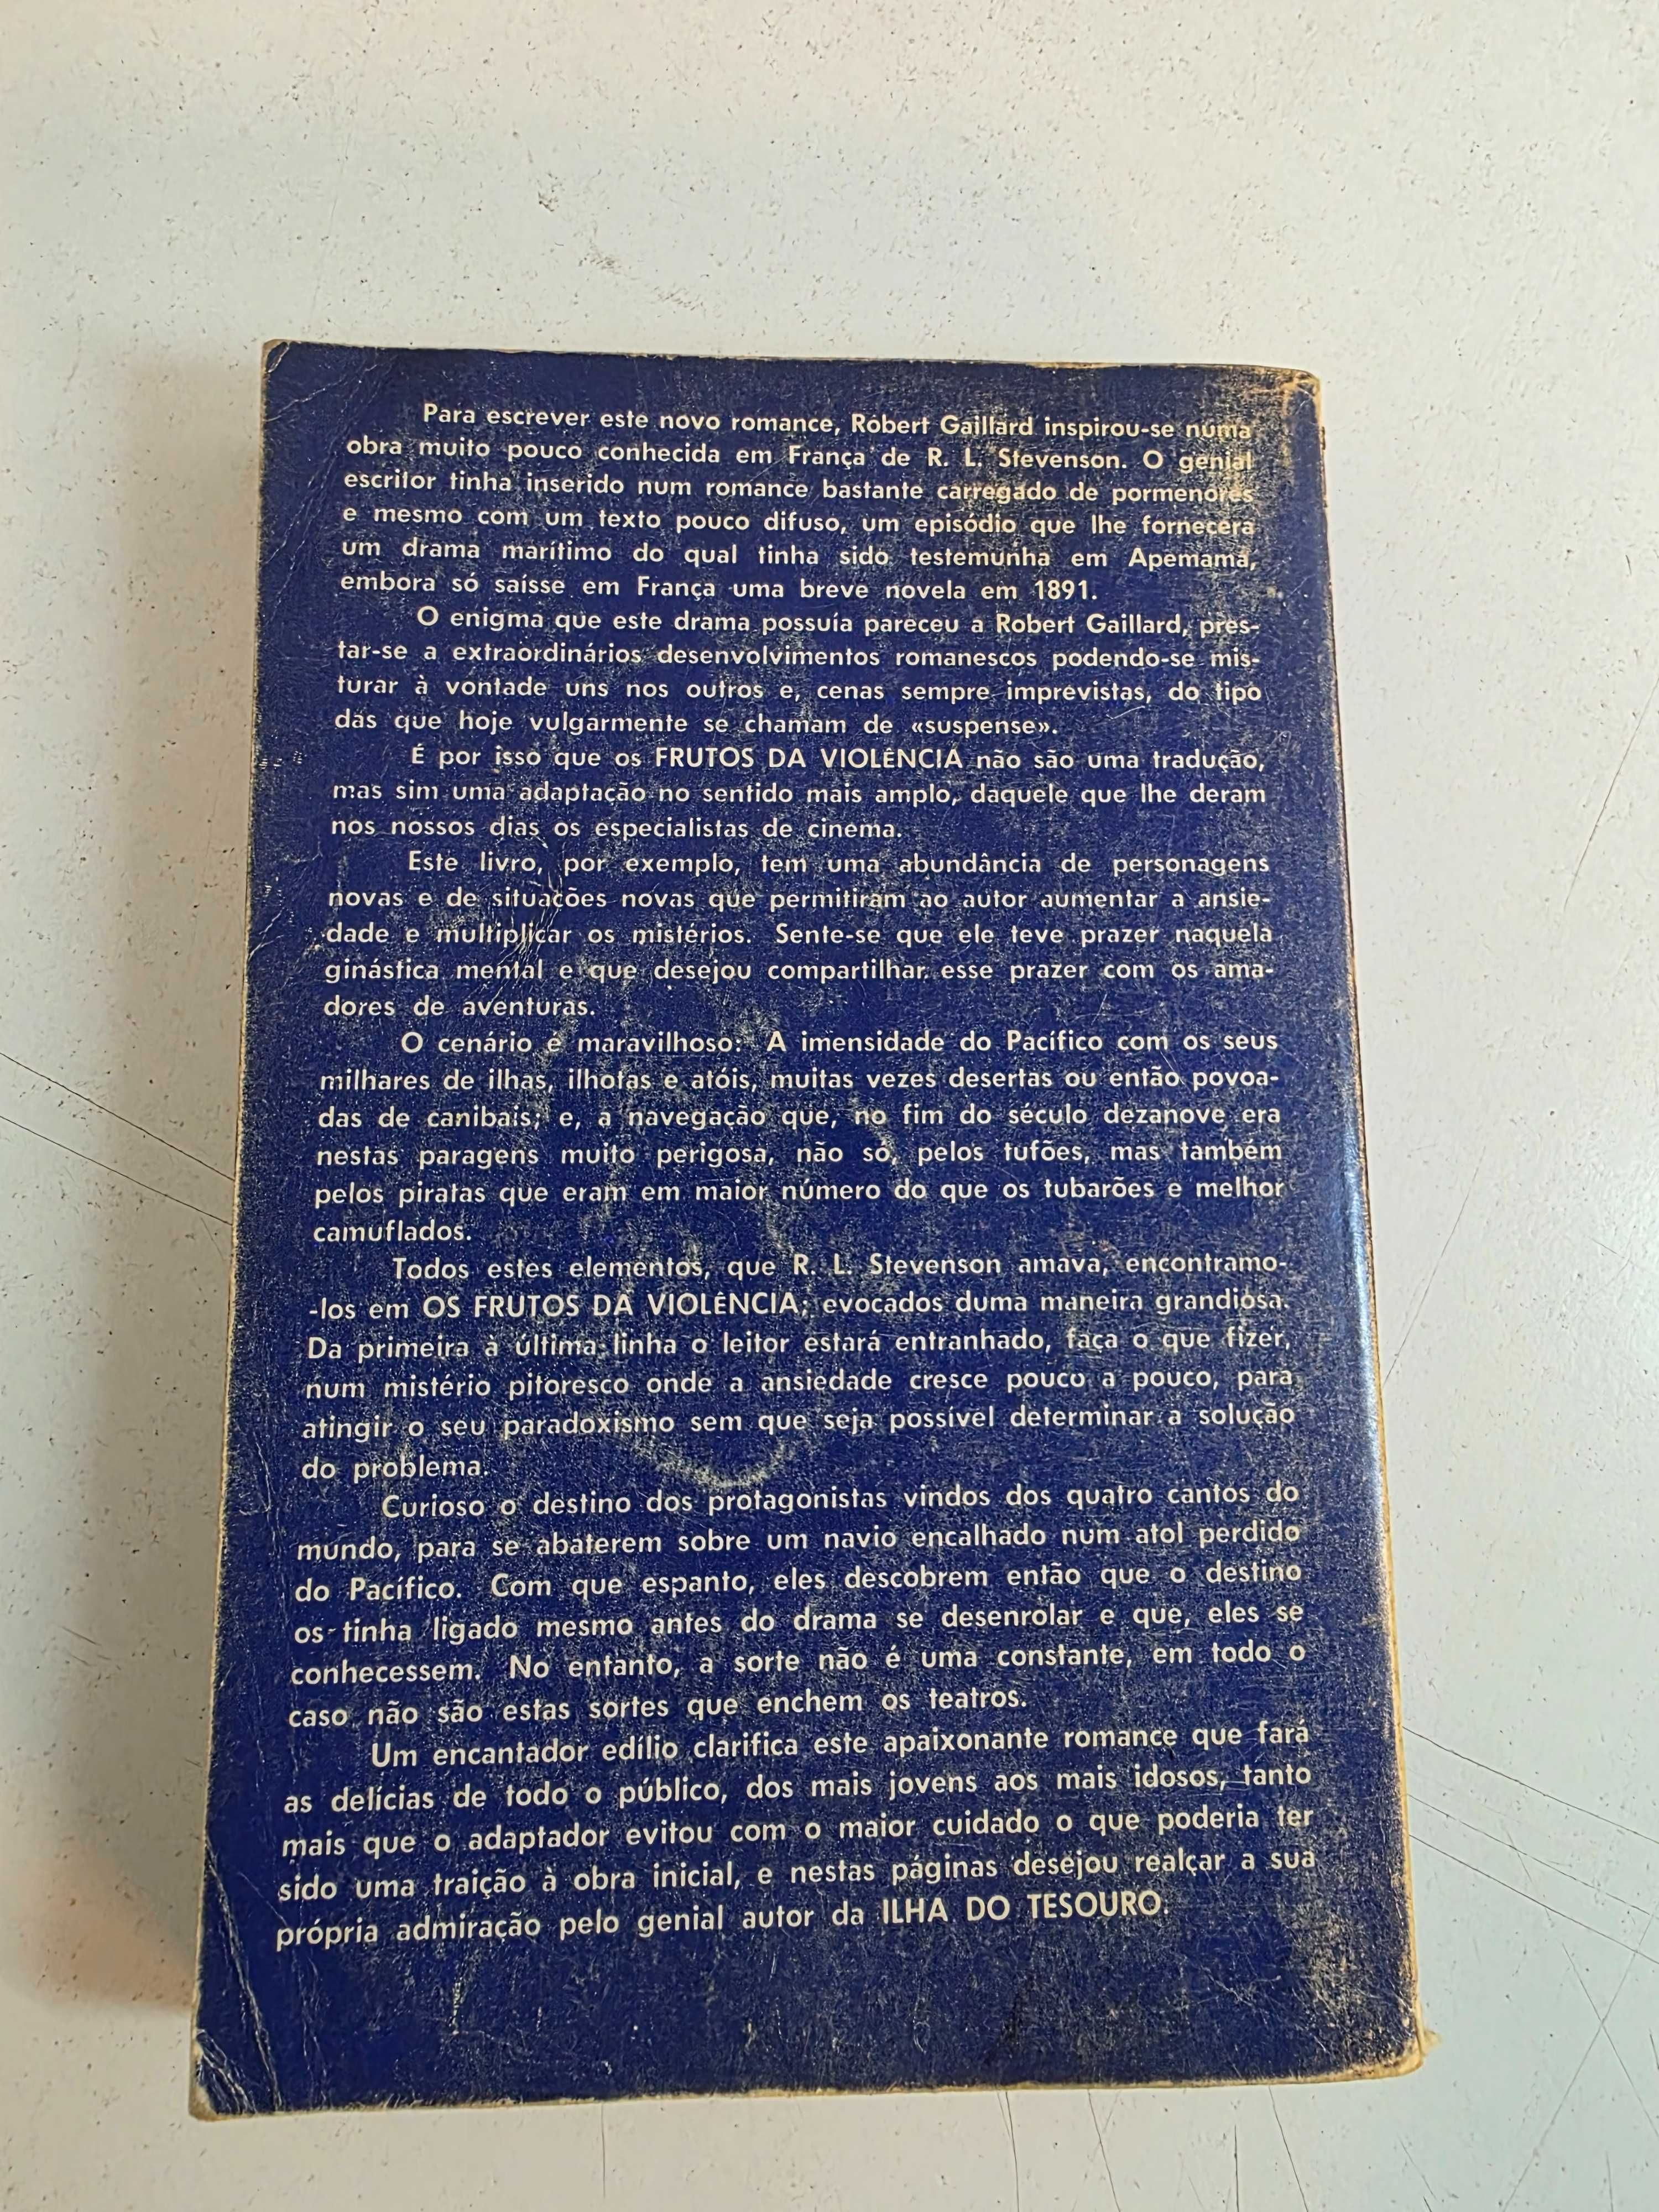 Para escrever este novo romance, Robert Gaillard inspirou-se numa
obra muito pouco conhecida em França de R. L. Stevenson. O genial
escritor tinha inserido num romance bastante carregado de pormenores
e mesmo com um texto pouco difuso, um episódio que lhe fornecera
um drama marítimo do qual tinha sido testemunha em Apemama,
embora só saísse em França uma breve novela em 1891.
O enigma que este drama possuía pareceu a Robert Gaillard, pres-
tar-se a extraordinários desenvolvimentos romanescos podendo-se mis-
turar à vontade uns nos outros e, cenas sempre imprevistas, do tipo
das que hoje vulgarmente se chamam de «suspense».
É por isso que os FRUTOS DA VIOLÊNCIA não são uma tradução,
mas sim uma adaptação no sentido mais amplo, daquele que lhe deram
nos nossos dias os especialistas de cinema.
Este livro, por exemplo, tem uma abundância de personagens
novas e de situações novas que permitiram ao autor aumentar a ansie-
dade e multiplicar os mistérios. Sente-se que ele teve prazer naquela
ginástica mental e que desejou compartilhar esse prazer com os ama-
dores de aventuras.
O cenário é maravilhoso: A imensidade do Pacífico com os seus
milhares de ilhas, ilhotas e atóis, muitas vezes desertas ou então povoa-
das de canibais; e, a navegação que, no fim do século dezanove era
nestas paragens muito perigosa, não só, pelos tufões, mas também
pelos piratas que eram em maior número do que os tubarões e melhor
camuflados.
Todos estes elementos, que R. L. Stevenson amava, encontramo-
-los em OS FRUTOS DA VIOLÊNCIA; evocados duma maneira grandiosa.
Da primeira à última linha o leitor estará entranhado, faça o que fizer,
num mistério pitoresco onde a ansiedade cresce pouco a pouco, para
atingir o seu paradoxismo sem que seja possível determinar a solução
do problema.
Curioso o destino dos protagonistas vindos dos quatro cantos do
mundo, para se abaterem sobre um navio encalhado num atol perdido
do Pacífico. Com que espanto, eles descobrem então que o destino
os tinha ligado mesmo antes do drama se desenrolar e que, eles se
conhecessem. No entanto, a sorte não é uma constante, em todo o
caso não são estas sortes que enchem os teatros.
Um encantador edílio clarifica este apaixonante romance que fará
as delícias de todo o público, dos mais jovens aos mais idosos, tanto
mais que o adaptador evitou com o maior cuidado o que poderia ter
sido uma traição à obra inicial, e nestas páginas desejou realçar a sua
própria admiração pelo genial autor da ILHA DO TESOURO.